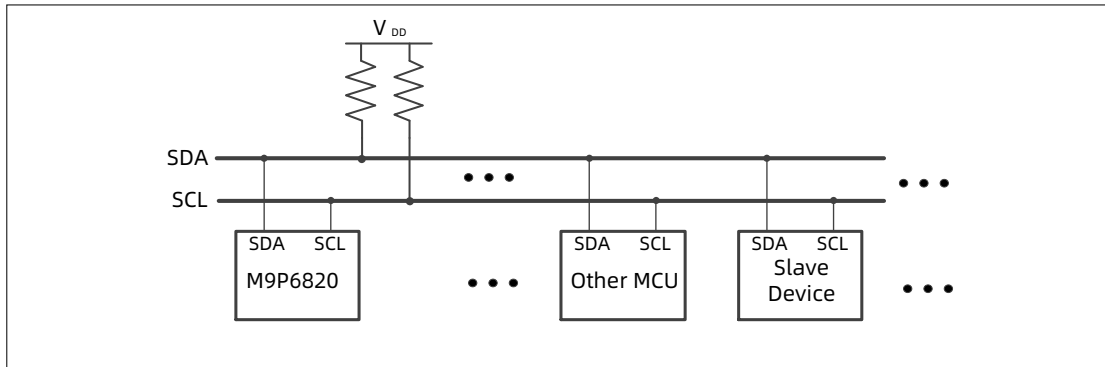 V DD
SDA
SCL
SDA SCL
M9P6820
SDA SCL
Other MCU
SDA SCL
Slave
Device